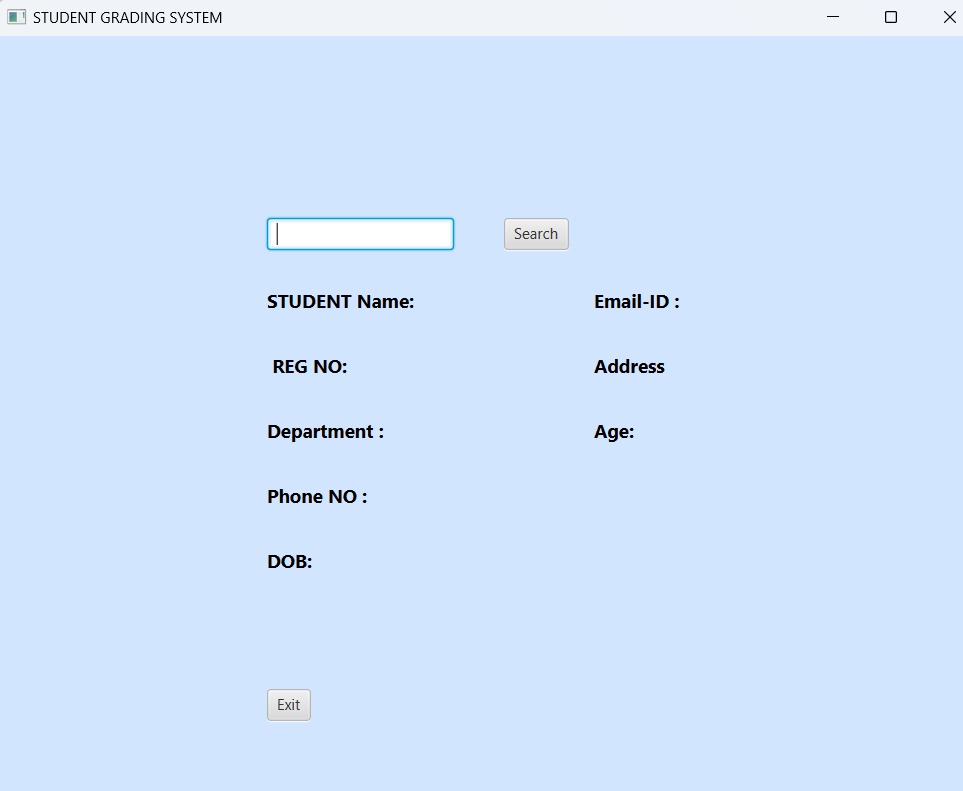 STUDENT GRADING SYSTEM
Search
STUDENT Name: Email-ID :
REG NO: Address
Department : Age:
Phone NO :
DOB:
Exit